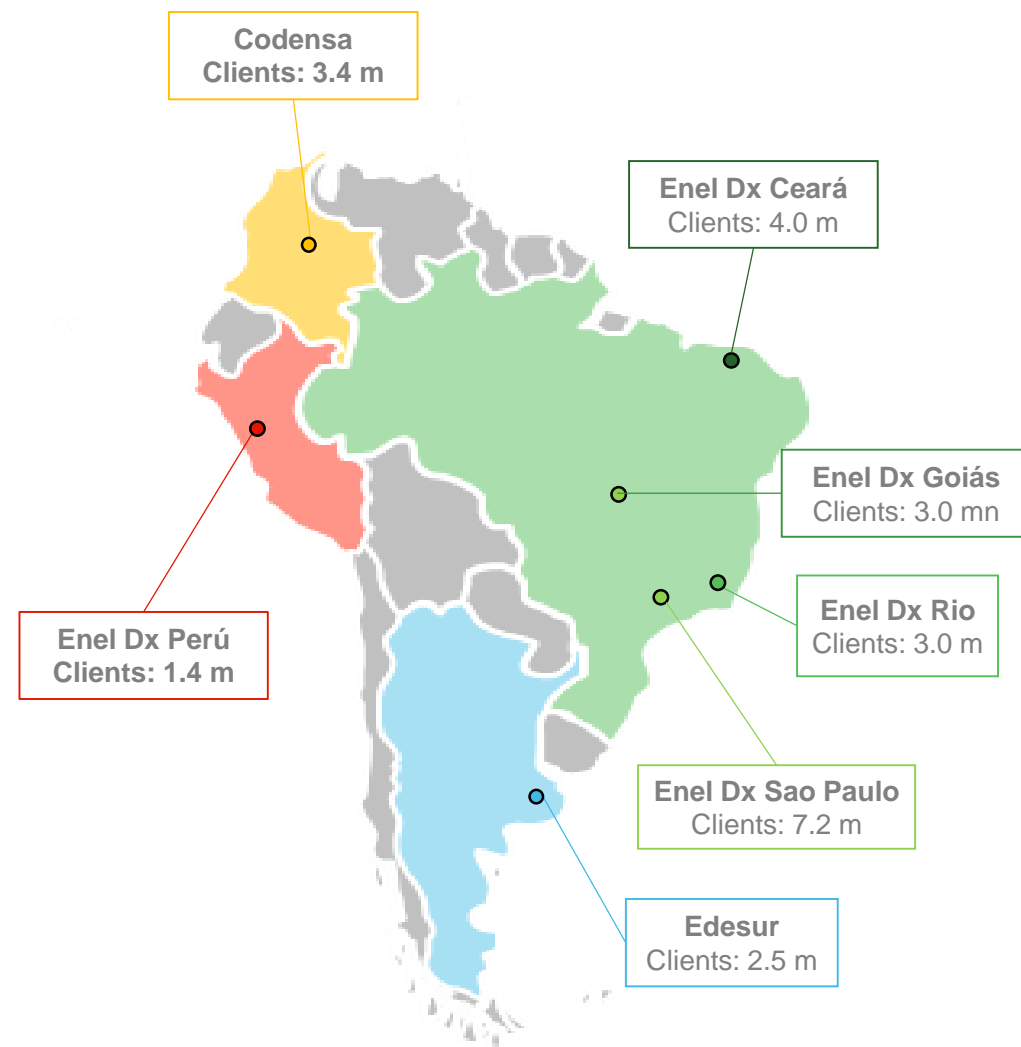 Codensa
Clients: 3.4 m
Enel Dx Ceará
Clients: 4.0 m
Enel Dx Goiás
Clients: 3.0 mn
Enel Dx Rio
Clients: 3.0 m
Enel Dx Perú
Clients: 1.4 m
Enel Dx Sao Paulo
Clients: 7.2 m
Edesur
Clients: 2.5 m